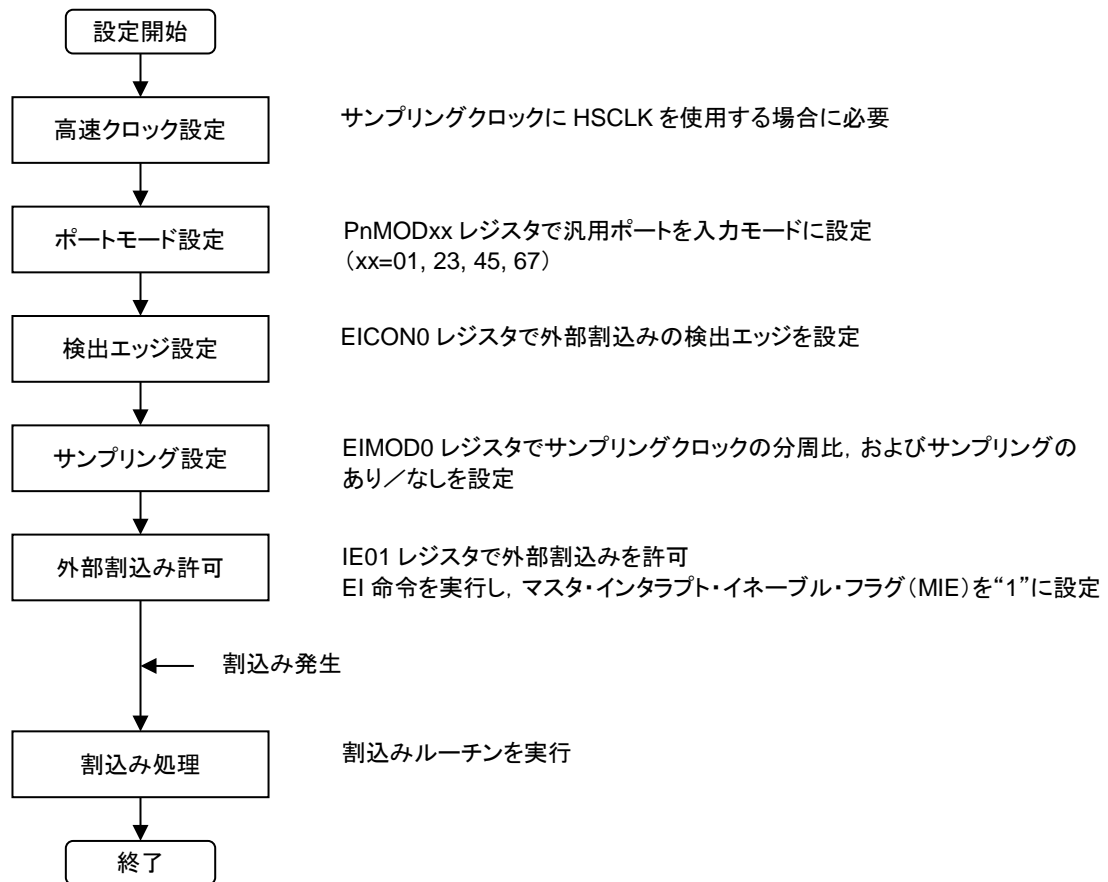 設定開始
高速クロック設定
サンプリングクロックに HSCLK を使用する場合に必要
ポートモード設定
PnMODxx レジスタで汎用ポートを入力モードに設定
（xx=01, 23, 45, 67）
検出エッジ設定
EICON0 レジスタで外部割込みの検出エッジを設定
サンプリング設定
EIMOD0 レジスタでサンプリングクロックの分周比，およびサンプリングの
あり／なしを設定
外部割込み許可
IE01 レジスタで外部割込みを許可
EI 命令を実行し，マスタ・インタラプト・イネーブル・フラグ（MIE）を“1”に設定
割込み発生
割込み処理
割込みルーチンを実行
終了